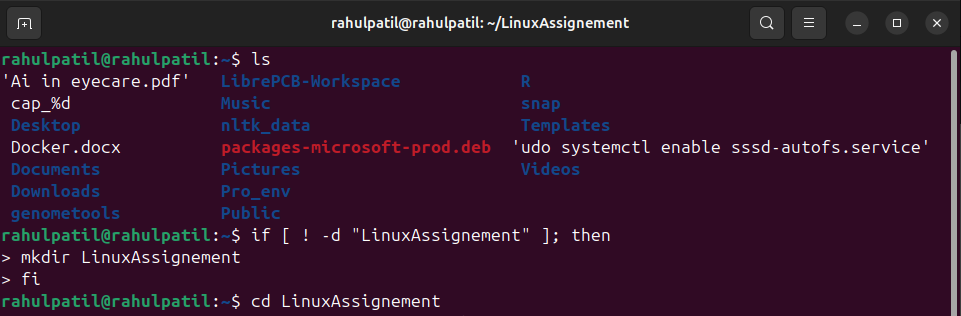 rahulpatil@rahulpatil: ~/LinuxAssignement
rahulpatil@rahulpatil:~$ ls
'Ai in eyecare.pdf' LibrePCB-Workspace R
cap_%d Music snap
Desktop nltk_data Templates
Docker.docx packages-microsoft-prod.deb 'udo systemctl enable sssd-autofs.service'
Documents Pictures Videos
Downloads Pro_env
genometools Public
rahulpatil@rahulpatil:~$ if [ ! -d "LinuxAssignement" ]; then
> mkdir LinuxAssignement
> fi
rahulpatil@rahulpatil:~$ cd LinuxAssignement